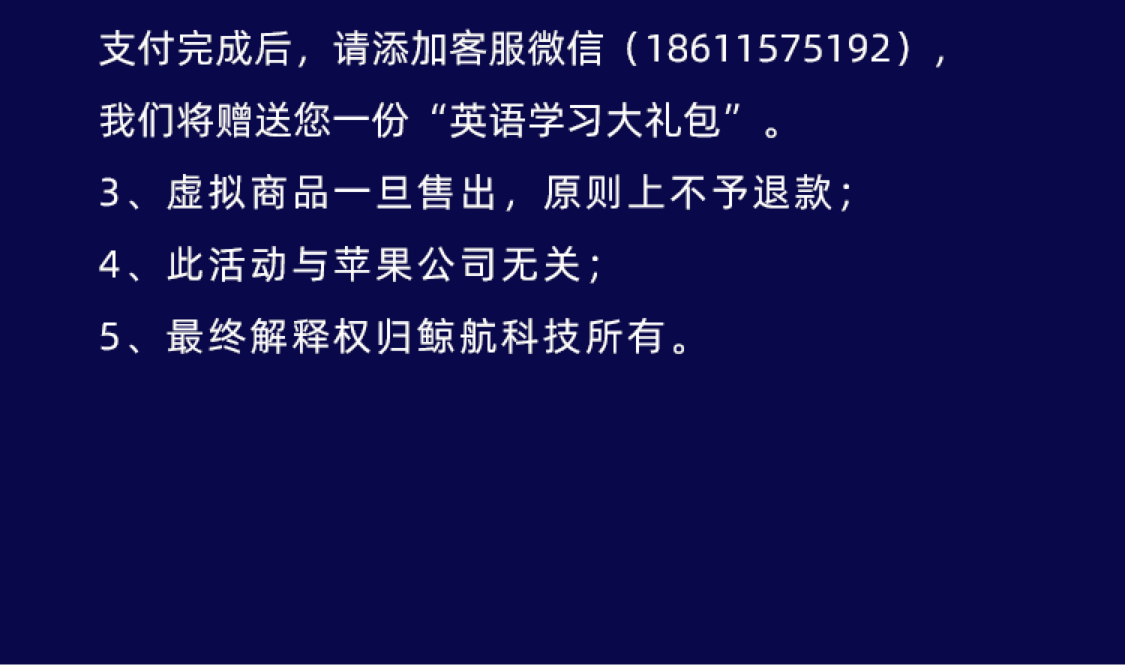 支付完成后，请添加客服微信（18611575192），
我们将赠送您一份“英语学习大礼包”。
3、虚拟商品一旦售出，原则上不予退款；
4、此活动与苹果公司无关；
5、最终解释权归鲸航科技所有。